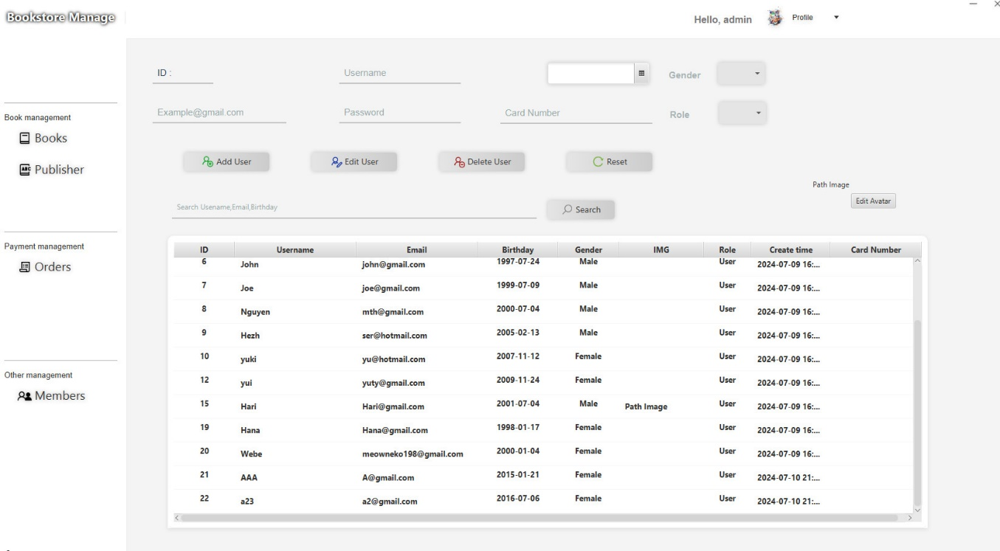 Bookstore Manage
Hello, admin Profile
ID : Username Gender
Example@gmail.com Password Card Number Role
Book management
Books
Publisher
Add User Edit User Delete User Reset
Path Image
Edit Avatar
Search Usename,Email,Birthday Search
Payment management
Orders
Other management
Members
ID Username Email Birthday Gender IMG Role Create time Card Number
6 John john@gmail.com 1997-07-24 Male User 2024-07-09 16:...
7 Joe joe@gmail.com 1999-07-09 Male User 2024-07-09 16:...
8 Nguyen mth@gmail.com 2000-07-04 Male User 2024-07-09 16:...
9 Hezh ser@hotmail.com 2005-02-13 Male User 2024-07-09 16:...
10 yuki yu@hotmail.com 2007-11-12 Female User 2024-07-09 16:...
12 yui yuty@gmail.com 2009-11-24 Female User 2024-07-09 16:...
15 Hari Hari@gmail.com 2001-07-04 Male Path Image User 2024-07-09 16:...
19 Hana Hana@gmail.com 1998-01-17 Female User 2024-07-09 16:...
20 Webe meowneko198@gmail.com 2000-01-04 Female User 2024-07-09 16:...
21 AAA A@gmail.com 2015-01-21 Female User 2024-07-10 21:...
22 a23 a2@gmail.com 2016-07-06 Female User 2024-07-10 21:...